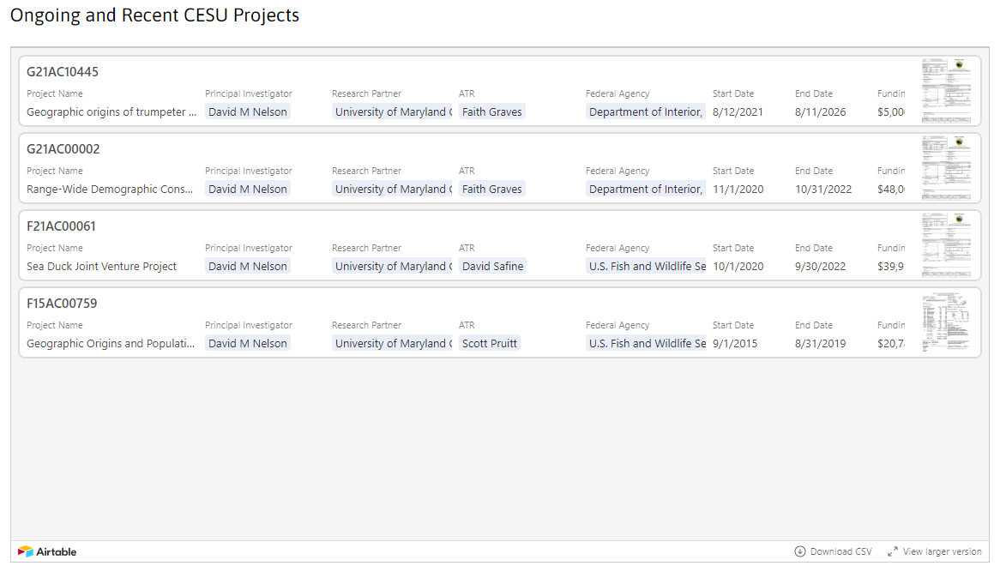 Ongoing and Recent CESU Projects
G21AC10445
Project Name Principal Investigator Research Partner ATR Federal Agency Start Date End Date Fundin
Geographic origins of trumpeter ... David M Nelson University of Maryland Faith Graves Department of Interior, 8/12/2021 8/11/2026 $5,00
G21AC00002
Project Name Principal Investigator Research Partner ATR Federal Agency Start Date End Date Fundin
Range-Wide Demographic Cons... David M Nelson University of Maryland Faith Graves Department of Interior, 11/1/2020 10/31/2022 $48,0
F21AC00061
Project Name Principal Investigator Research Partner ATR Federal Agency Start Date End Date Fundin
Sea Duck Joint Venture Project David M Nelson University of Maryland David Safine U.S. Fish and Wildlife Se 10/1/2020 9/30/2022 $39,9
F15AC00759
Project Name Principal Investigator Research Partner ATR Federal Agency Start Date End Date Fundin
Geographic Origins and Populati... David M Nelson University of Maryland Scott Pruitt U.S. Fish and Wildlife Se 9/1/2015 8/31/2019 $20,7
Airtable Download CSV View larger version